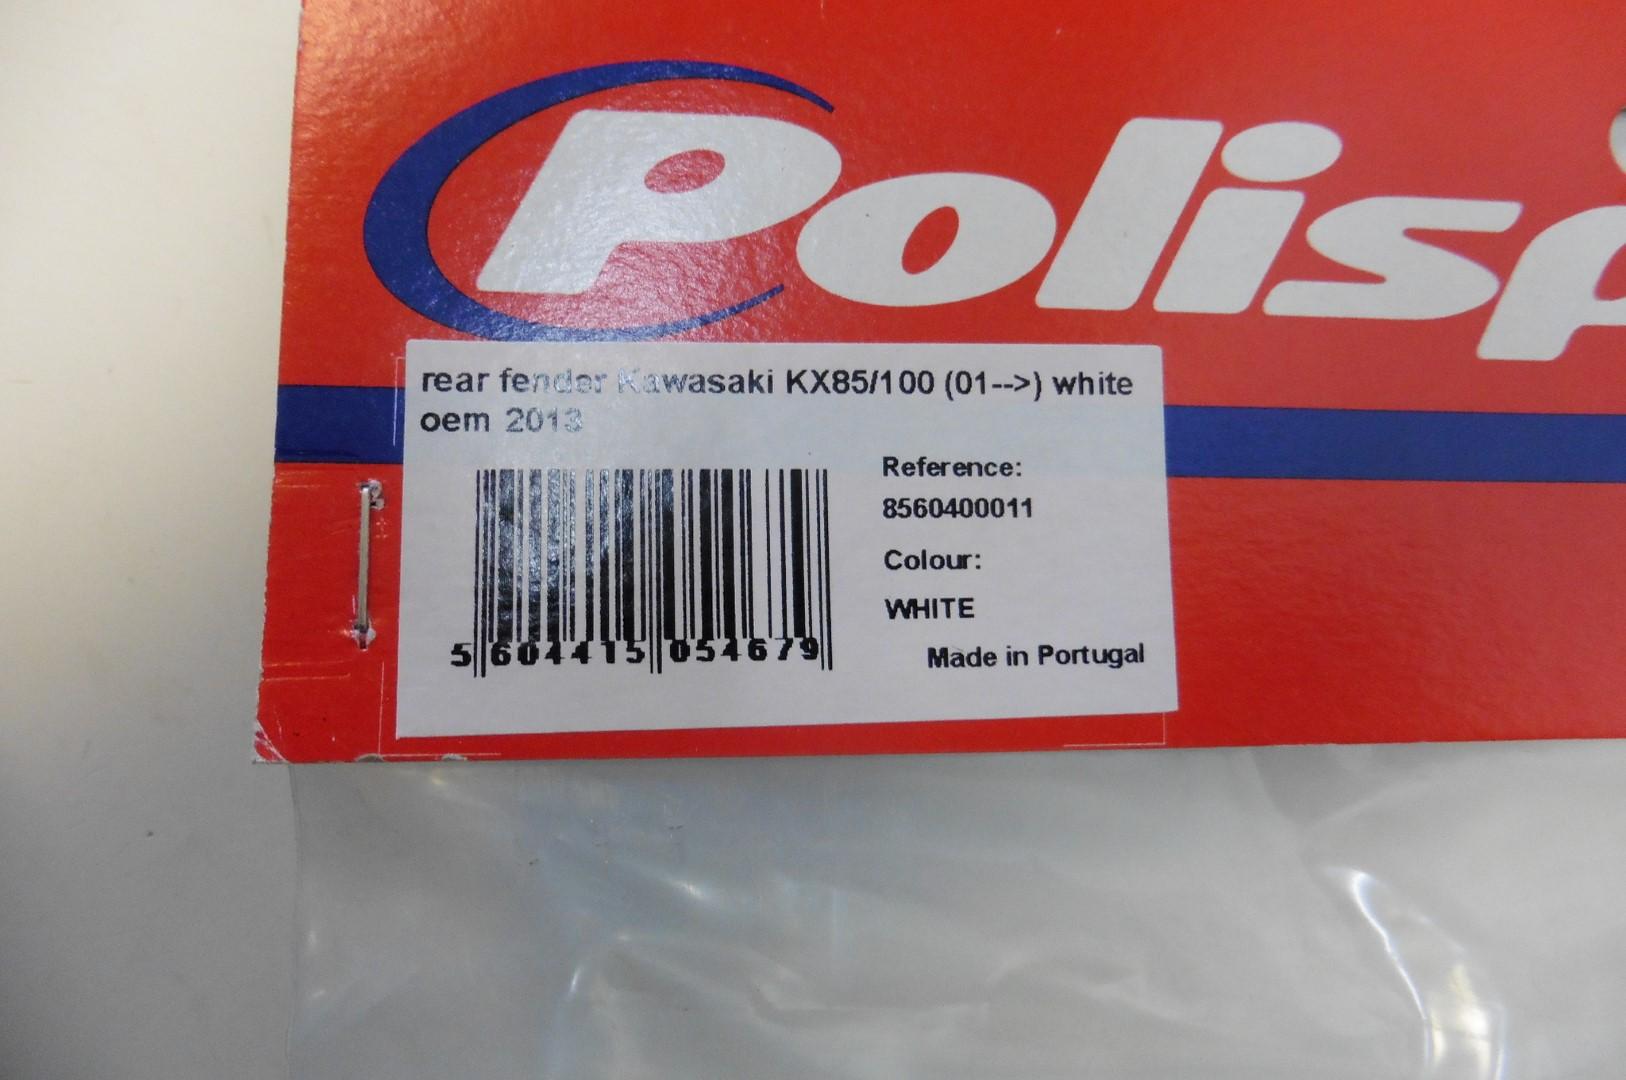 Polisp
rear fender Kawasaki KX85/100 (01-->) white
oem 2013
Reference:
8560400011
Colour:
WHITE
5 604415 054679
Made in Portugal